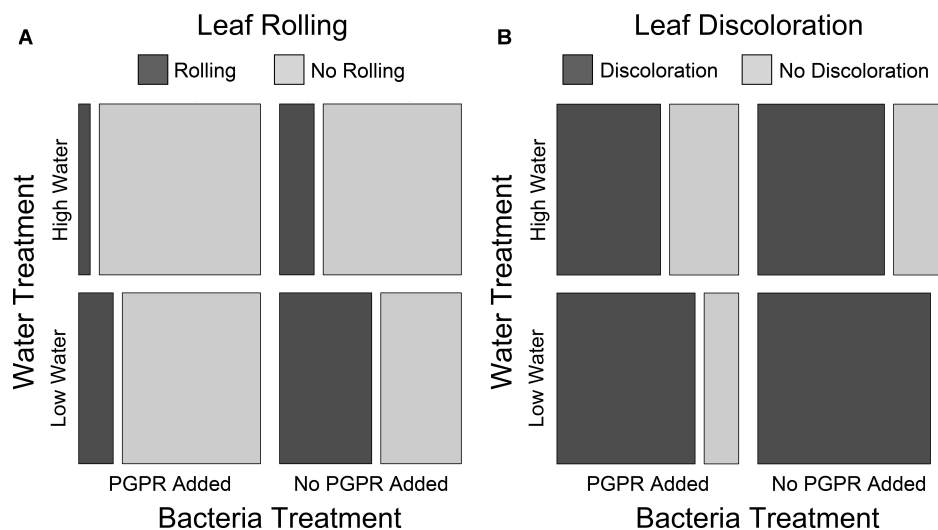 A
Leaf Rolling
Rolling
No Rolling
Water Treatment
High Water
Low Water
PGPR Added
No PGPR Added
Bacteria Treatment
B
Leaf Discoloration
Discoloration
No Discoloration
Water Treatment
High Water
Low Water
PGPR Added
No PGPR Added
Bacteria Treatment